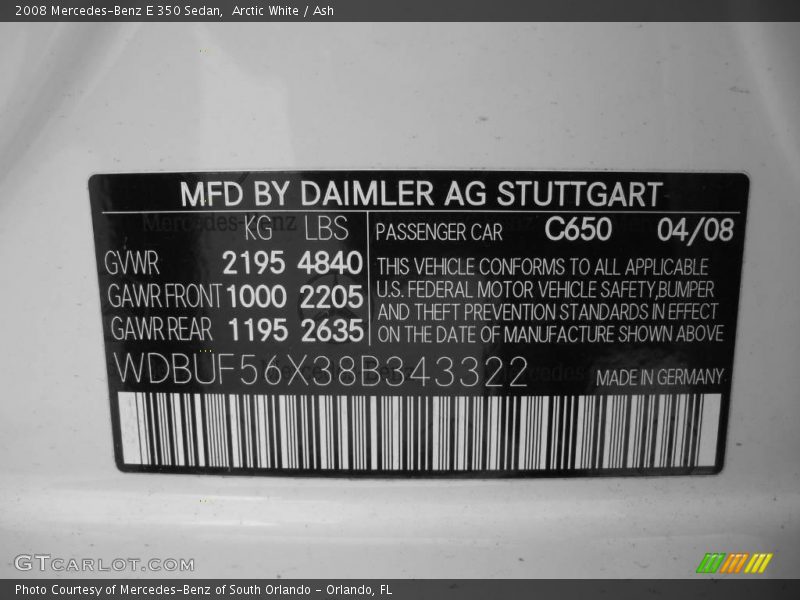 2008 Mercedes-Benz E 350 Sedan,  Arctic White / Ash
MFD BY DAIMLER AG STUTTGART
KG LBS
PASSENGER CAR C650 04/08
GVWR 2195 4840
GAWR FRONT 1000 2205
GAWR REAR 1195 2635
THIS VEHICLE CONFORMS TO ALL APPLICABLE
U.S. FEDERAL MOTOR VEHICLE SAFETY,BUMPER
AND THEFT PREVENTION STANDARDS IN EFFECT
ON THE DATE OF MANUFACTURE SHOWN ABOVE
WDBUF56X38B343322 MADE IN GERMANY
GTCARLOT.COM
Photo Courtesy of Mercedes-Benz of South Orlando - Orlando, FL